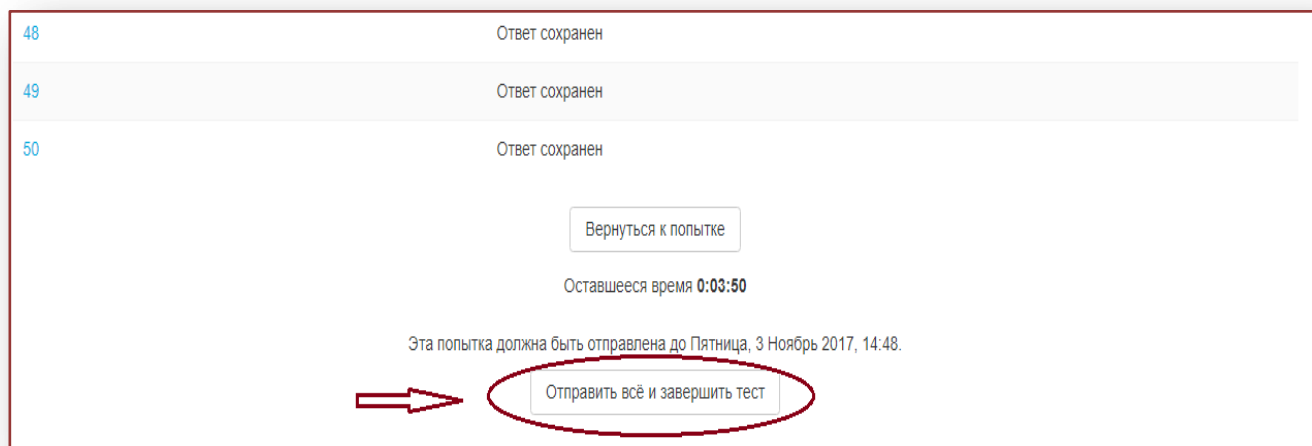 48 Ответ сохранен
49 Ответ сохранен
50 Ответ сохранен
Вернуться к попытке
Оставшееся время 0:03:50
Эта попытка должна быть отправлена до Пятница, 3 Ноябрь 2017, 14:48.
Отправить всё и завершить тест